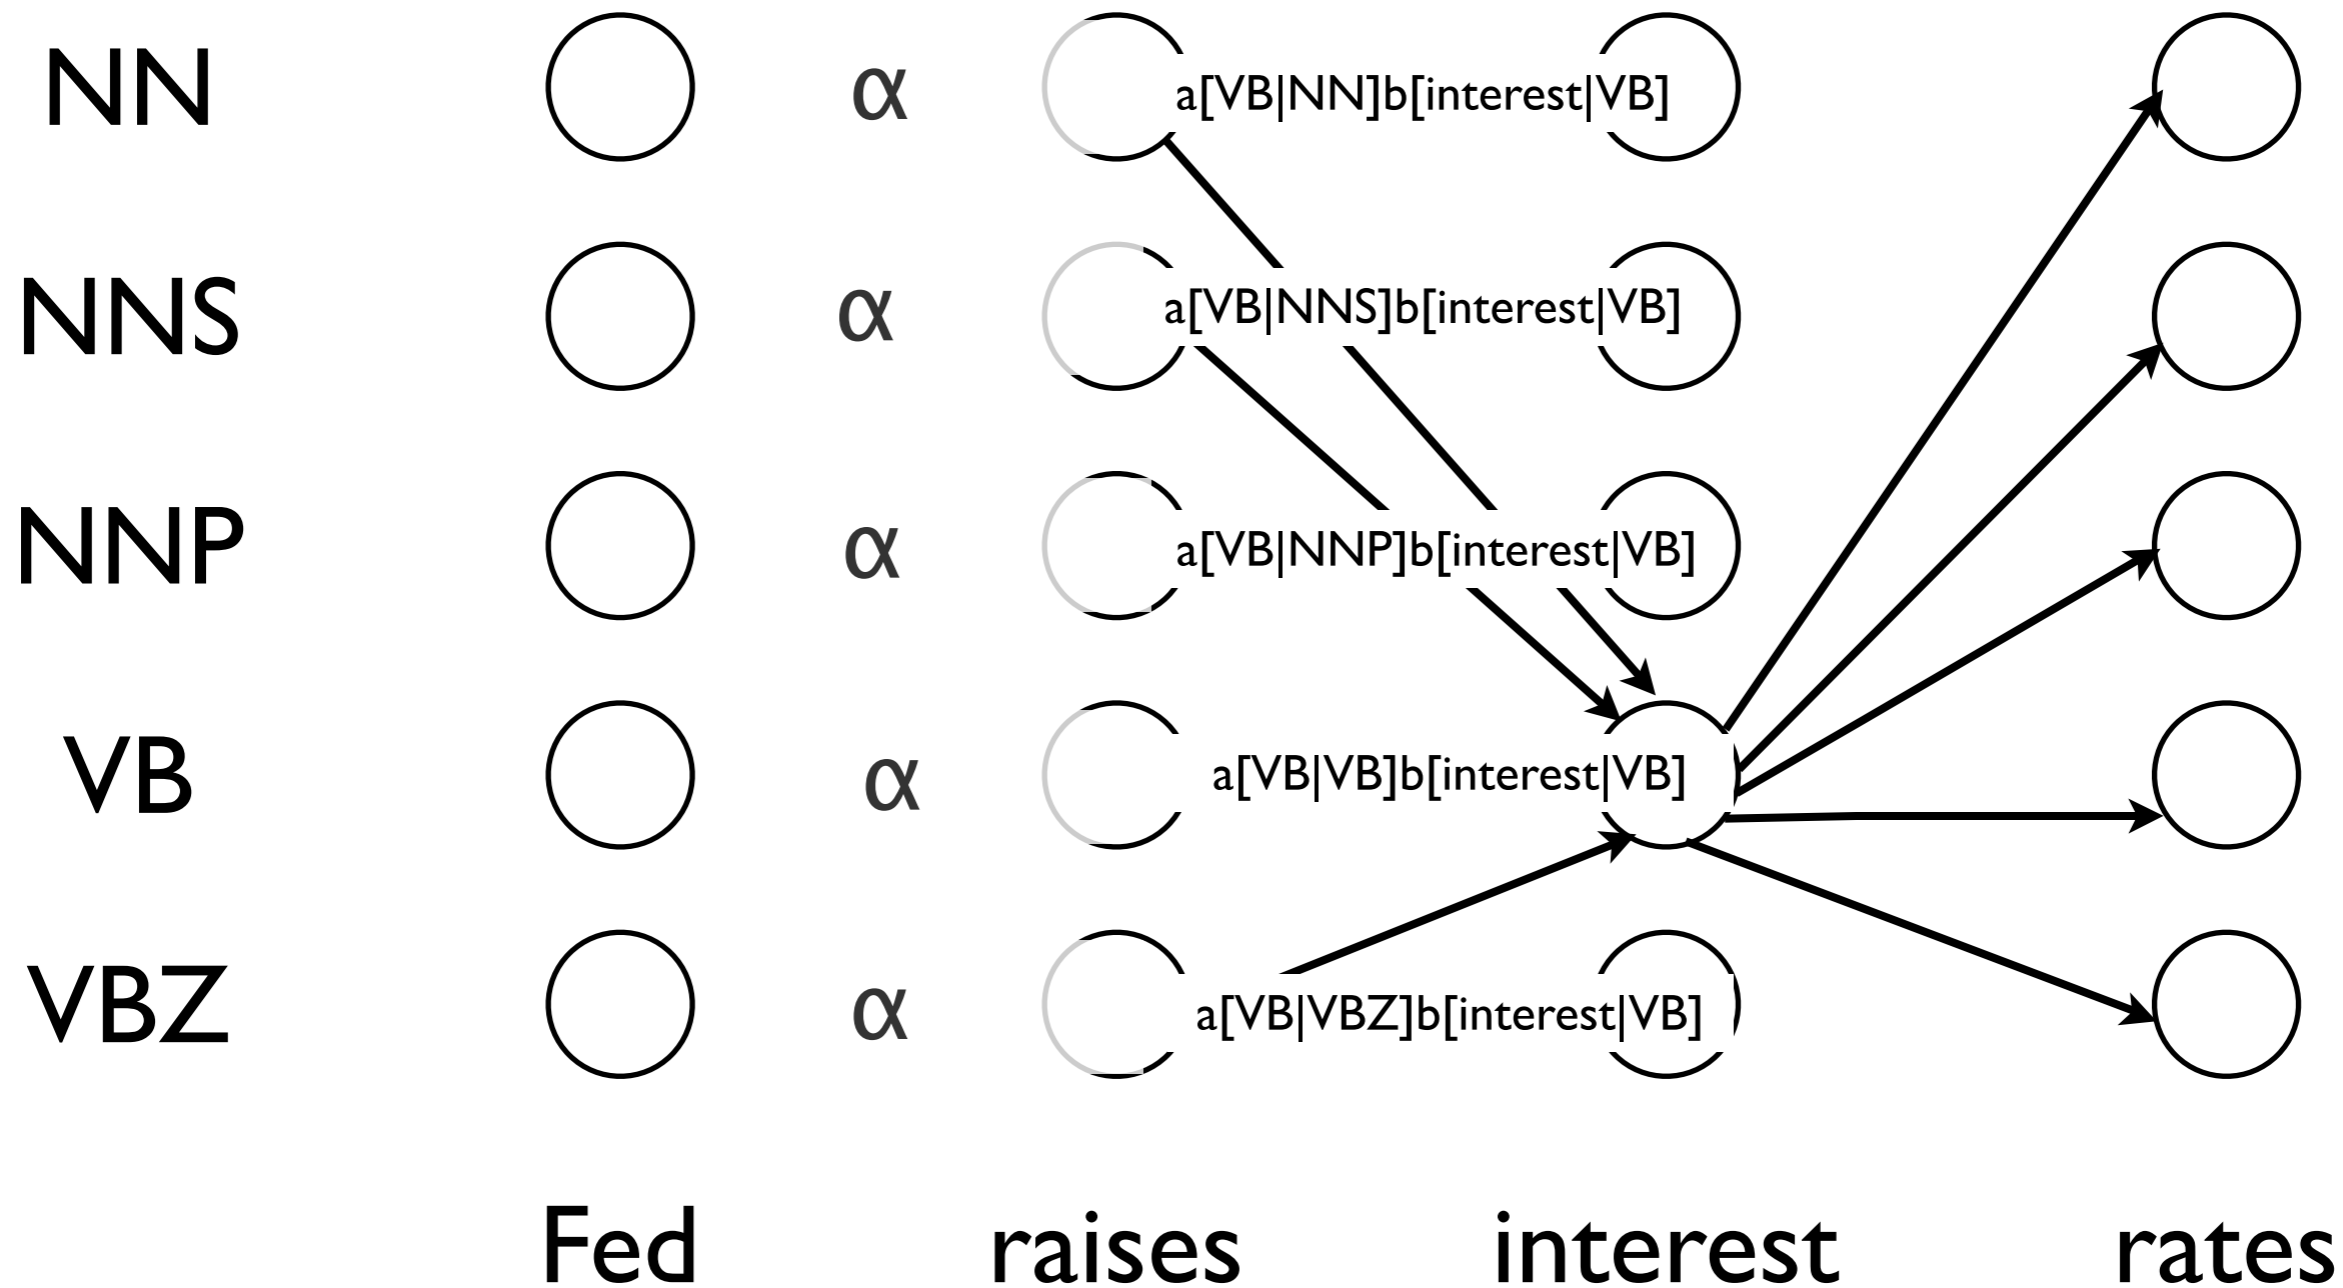 NN α a[VB|NN]b[interest|VB]
NNS α a[VB|NNS]b[interest|VB]
NNP α a[VB|NNP]b[interest|VB]
VB α a[VB|VB]b[interest|VB]
VBZ α a[VB|VBZ]b[interest|VB]
Fed raises interest rates